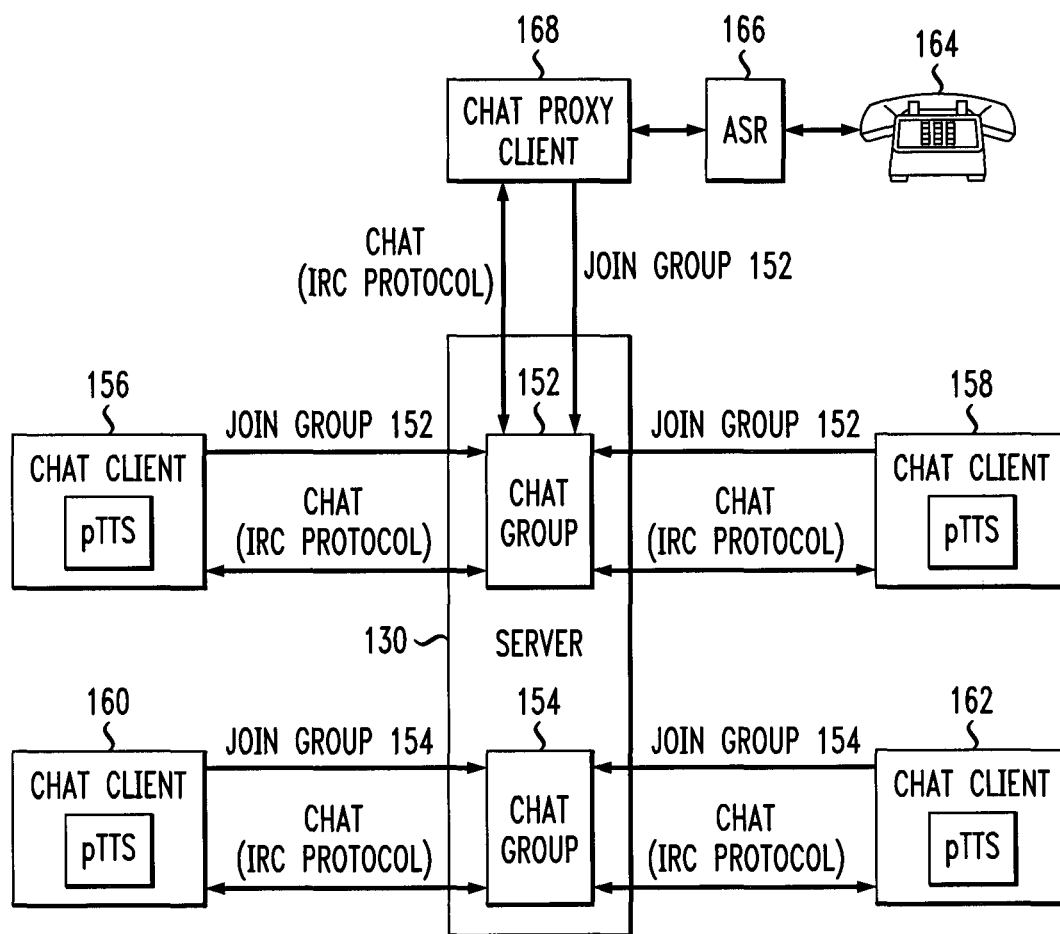 168
166
164
CHAT PROXY
CLIENT
ASR
CHAT
(IRC PROTOCOL)
JOIN GROUP 152
156
152
158
JOIN GROUP 152
JOIN GROUP 152
CHAT CLIENT
pTTS
CHAT
(IRC PROTOCOL)
CHAT
GROUP
CHAT
(IRC PROTOCOL)
CHAT CLIENT
pTTS
130
SERVER
160
154
162
JOIN GROUP 154
JOIN GROUP 154
CHAT CLIENT
pTTS
CHAT
(IRC PROTOCOL)
CHAT
GROUP
CHAT
(IRC PROTOCOL)
CHAT CLIENT
pTTS